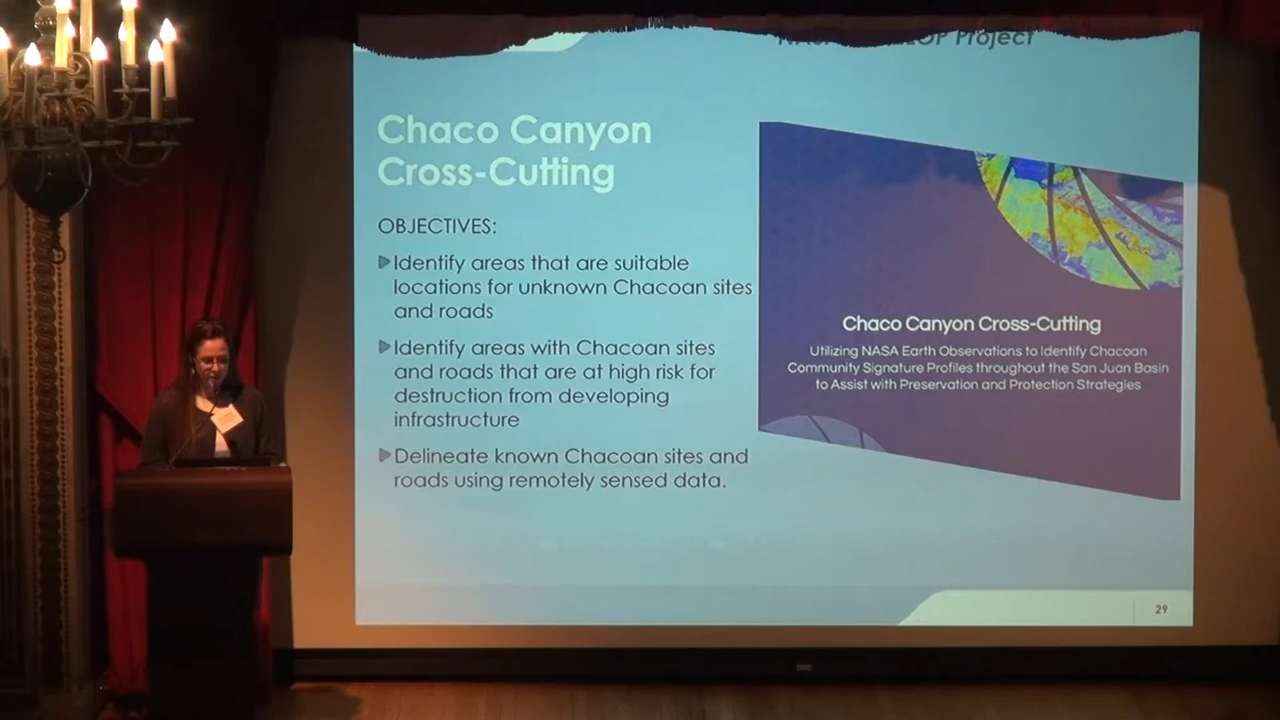 Project
Chaco Canyon
Cross-Cutting
OBJECTIVES:
Identify areas that are suitable
locations for unknown Chacoan sites
and roads
Identify areas with Chacoan sites
and roads that are at high risk for
destruction from developing
infrastructure
Delineate known Chacoan sites and
roads using remotely sensed data.
Chaco Canyon Cross-Cutting
Utilizing NASA Earth Observations to Identify Chacoan
Community Signature Profiles throughout the San Juan Basin
to Assist with Preservation and Protection Strategies
29